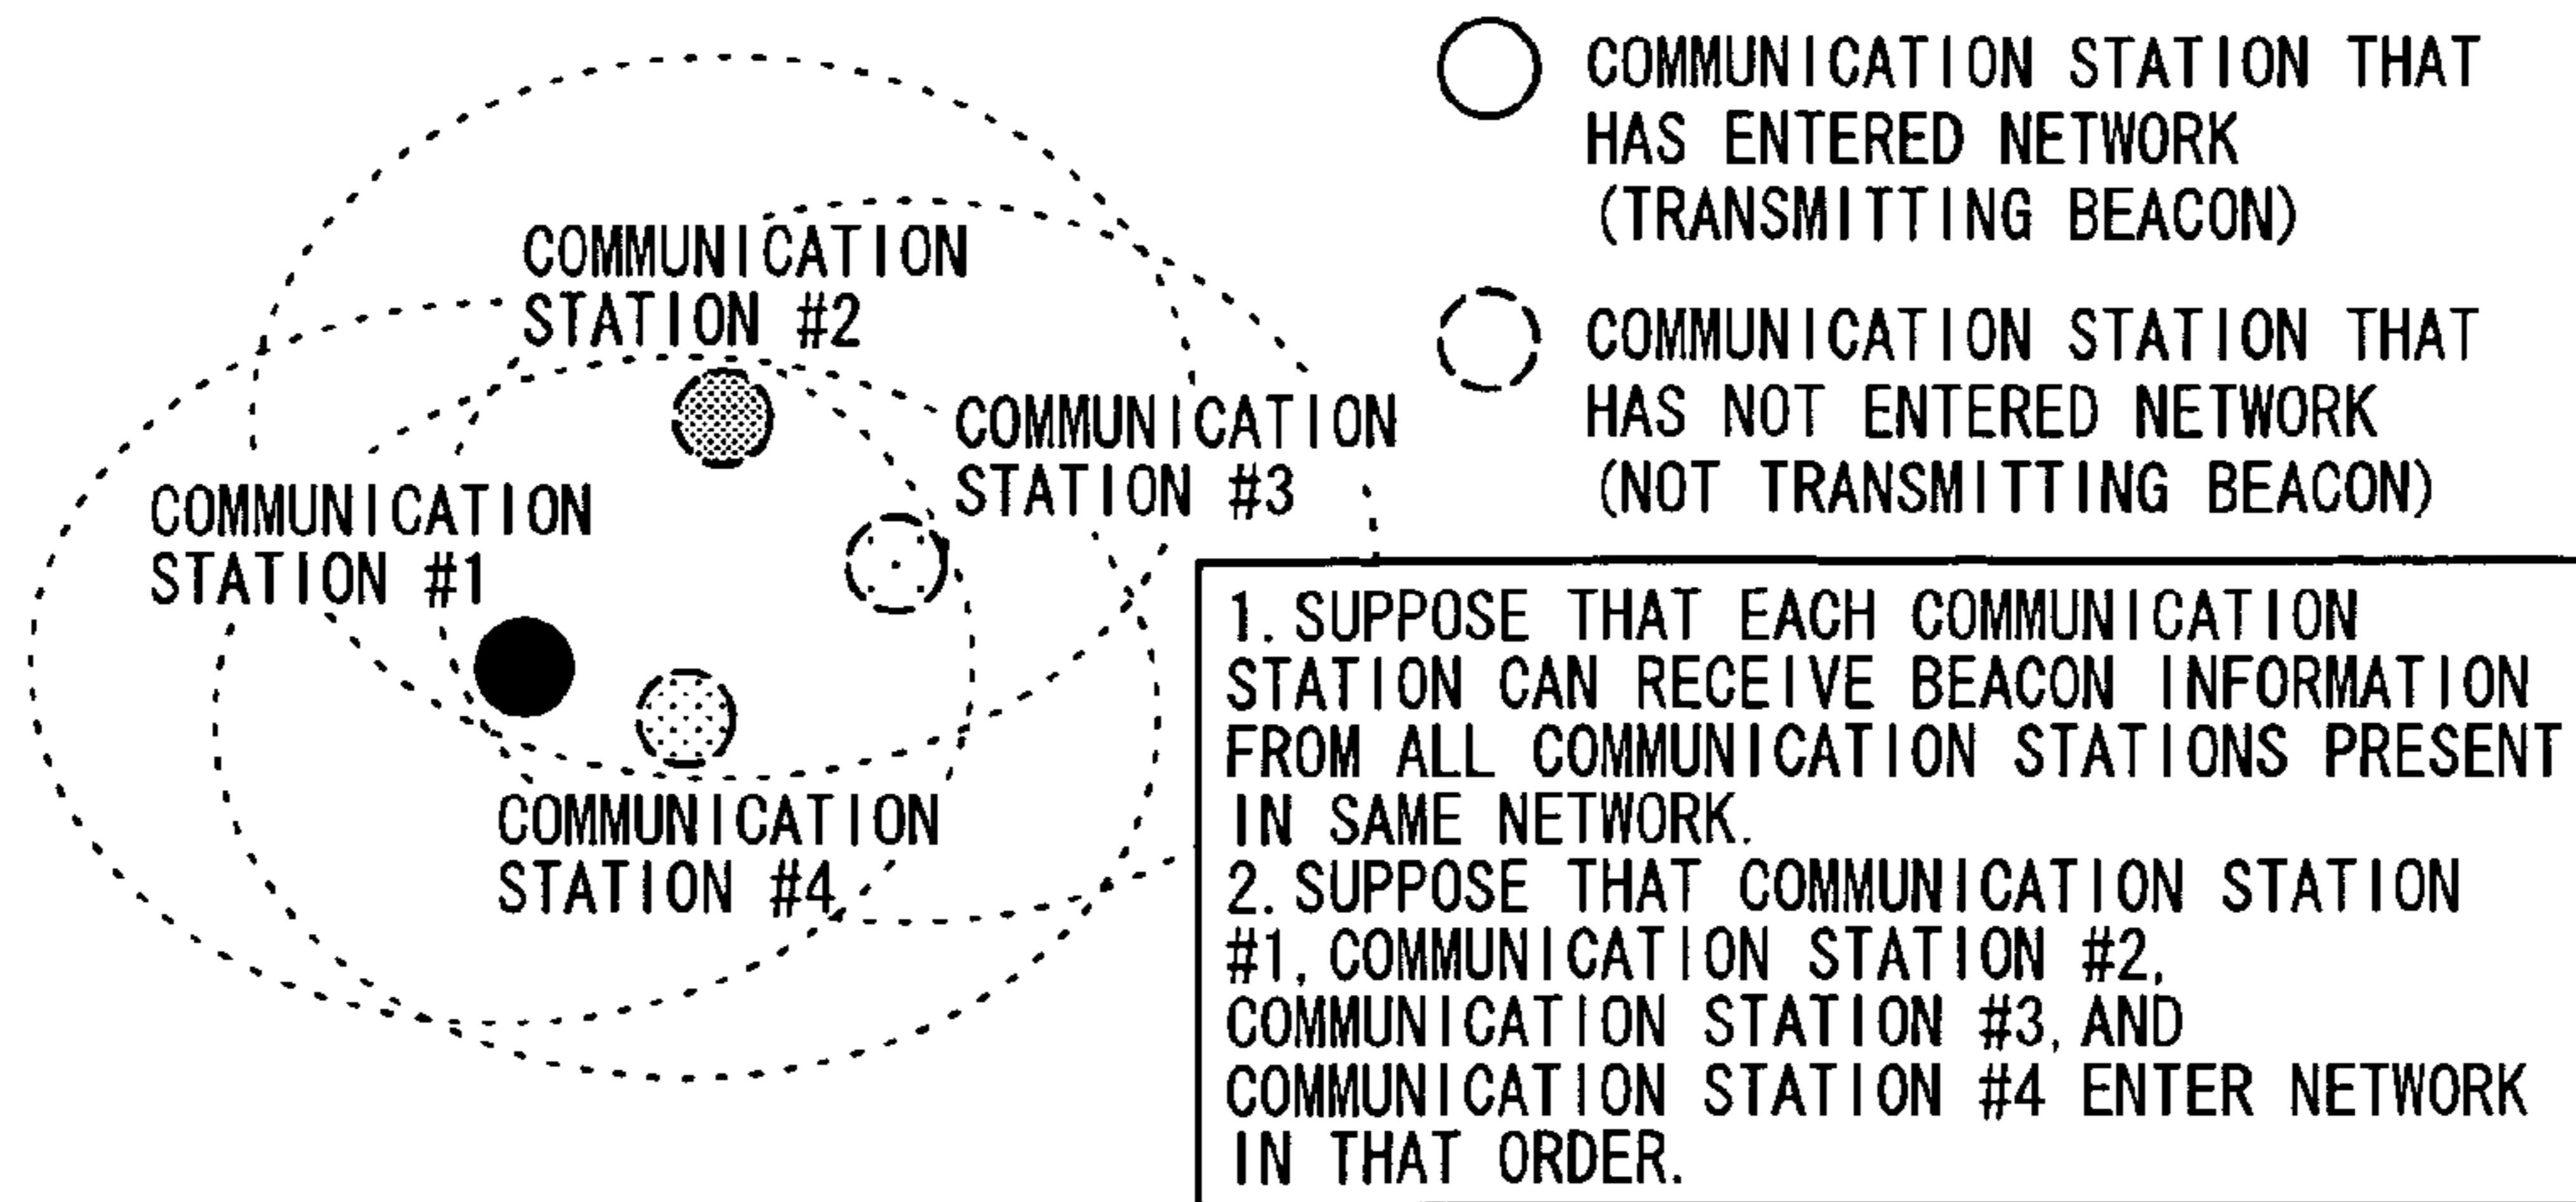 COMMUNICATION STATION THAT
HAS ENTERED NETWORK
(TRANSMITTING BEACON)
COMMUNICATION STATION THAT
HAS NOT ENTERED NETWORK
(NOT TRANSMITTING BEACON)
COMMUNICATION
STATION #2
COMMUNICATION
STATION #3
COMMUNICATION
STATION #1
COMMUNICATION
STATION #4
1. SUPPOSE THAT EACH COMMUNICATION
STATION CAN RECEIVE BEACON INFORMATION
FROM ALL COMMUNICATION STATIONS PRESENT
IN SAME NETWORK.
2. SUPPOSE THAT COMMUNICATION STATION
#1, COMMUNICATION STATION #2,
COMMUNICATION STATION #3, AND
COMMUNICATION STATION #4 ENTER NETWORK
IN THAT ORDER.